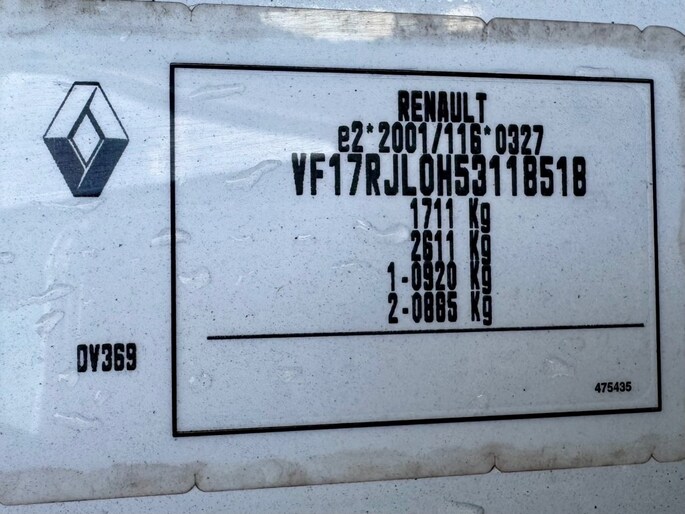 RENAULT
e2*2001/116*0327
VF17RJL0H53118518
1711 Kg
2611 Kg
1-0920 Kg
2-0885 Kg
DV369
475435